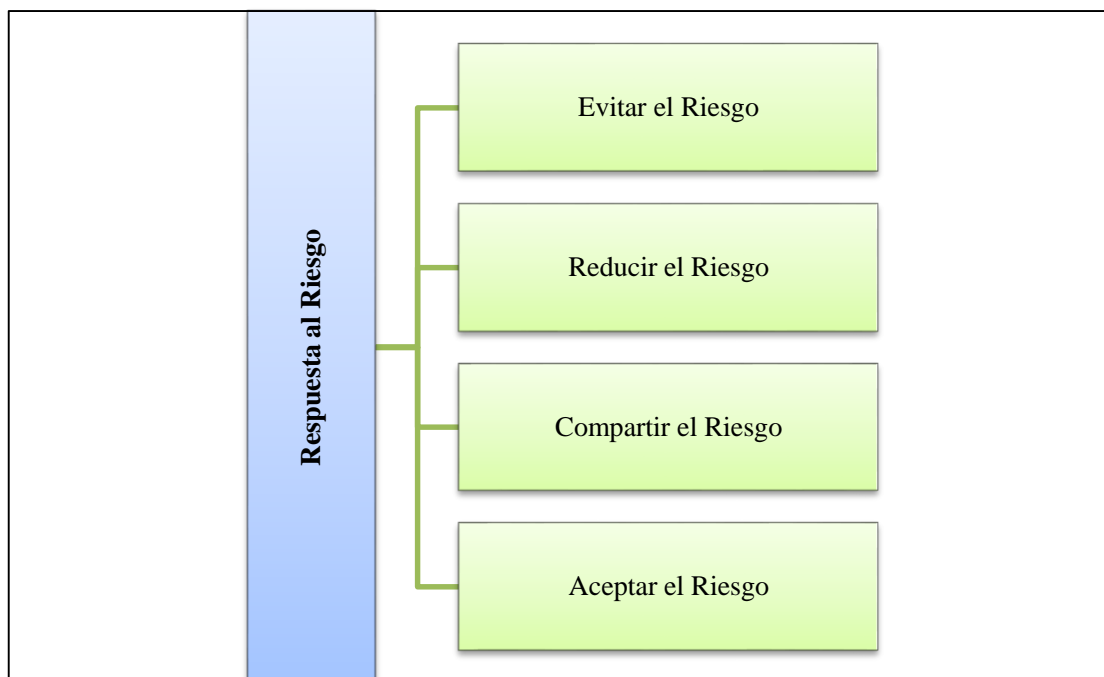 Respuesta al Riesgo
Evitar el Riesgo
Reducir el Riesgo
Compartir el Riesgo
Aceptar el Riesgo